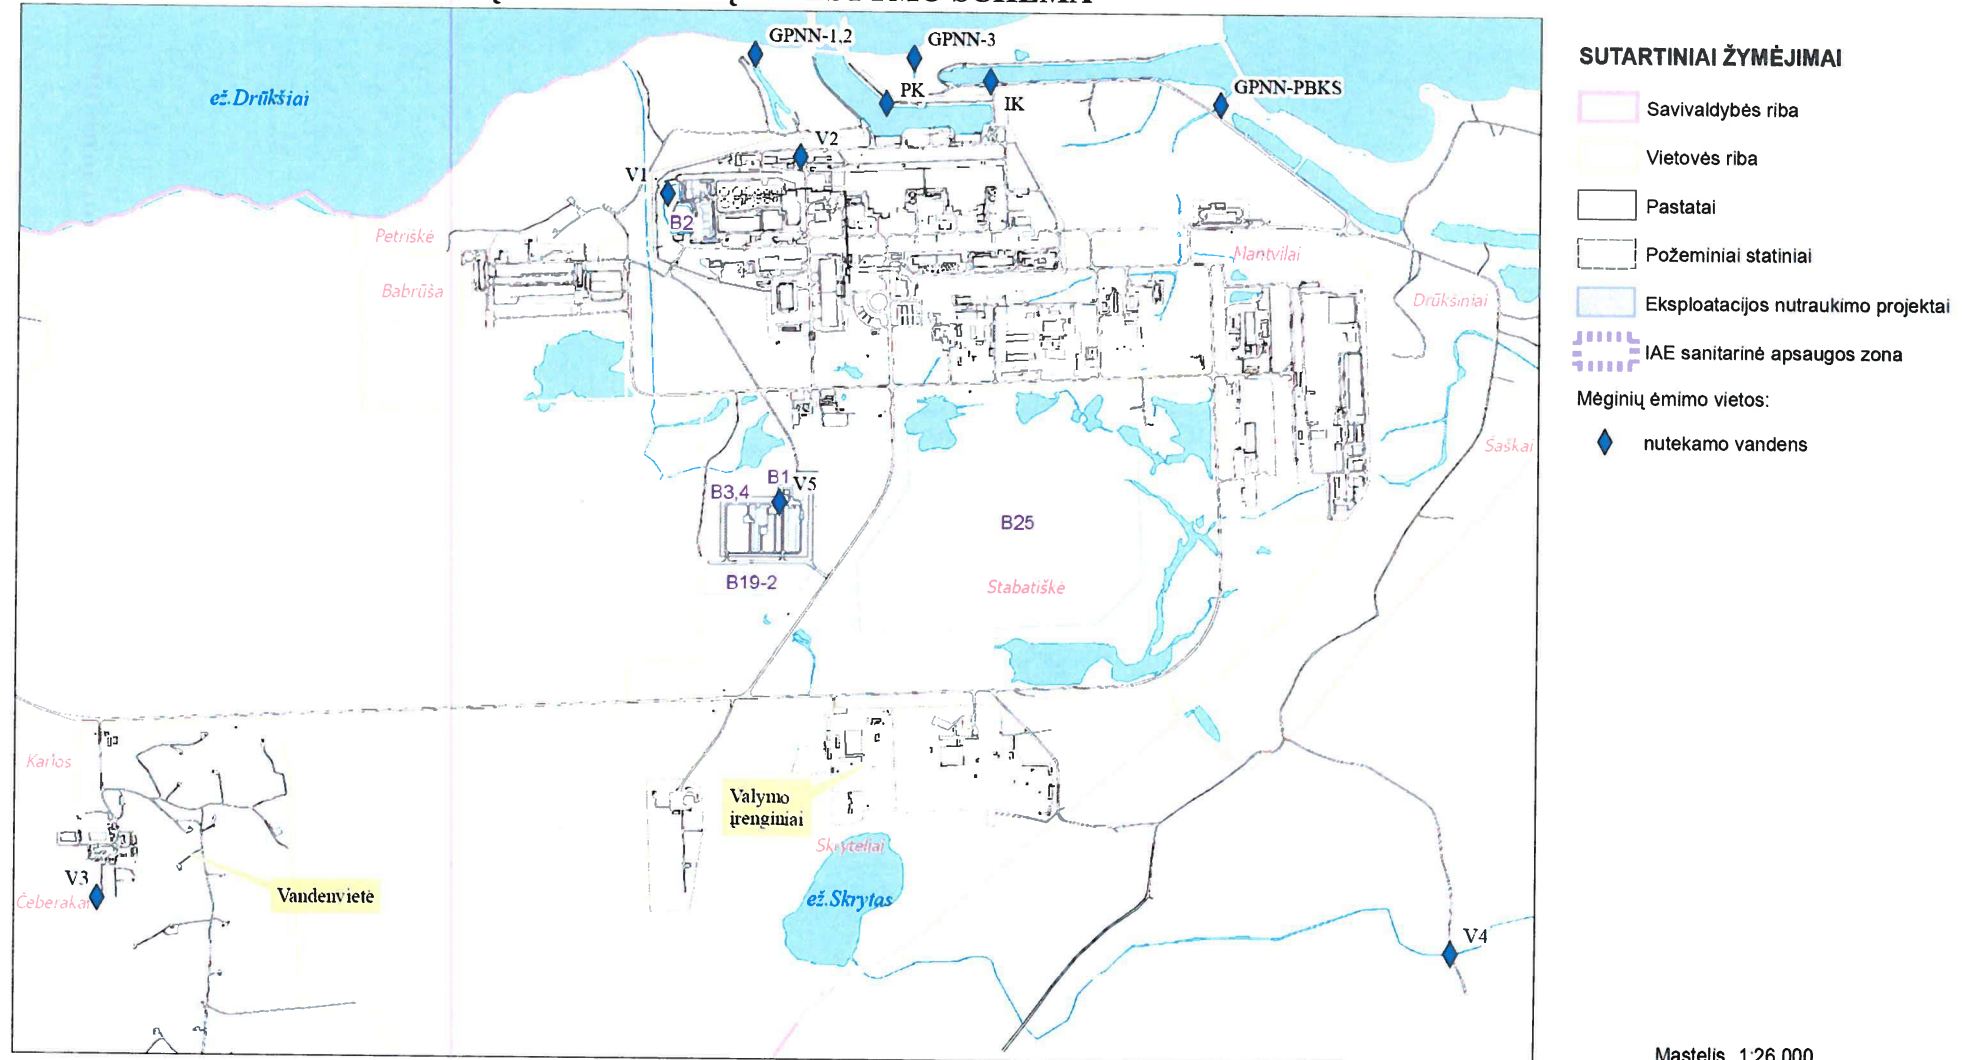 SCHEMA
GPNN-1,2
GPNN-3
SUTARTINIAI ŽYMĖJIMAI
ež.Drūkšiai
PK
IK
GPNN-PBKS
Savivaldybės riba
V2
Vietovės riba
V1
B2
Pastatai
Petriškė
Mantvilai
Požeminiai statiniai
Babrūša
Drūkšiniai
Eksploatacijos nutraukimo projektai
IAE sanitarinė apsaugos zona
Mėginių ėmimo vietos:
Šaškai
nutekamo vandens
B1
V5
B3,4
B25
B19-2
Stabatiškė
Karlos
Valymo
įrenginiai
Skryteliai
V3
Čeberakai
Vandenvietė
ež.Skrytas
V4
Mastelis 1:26 000